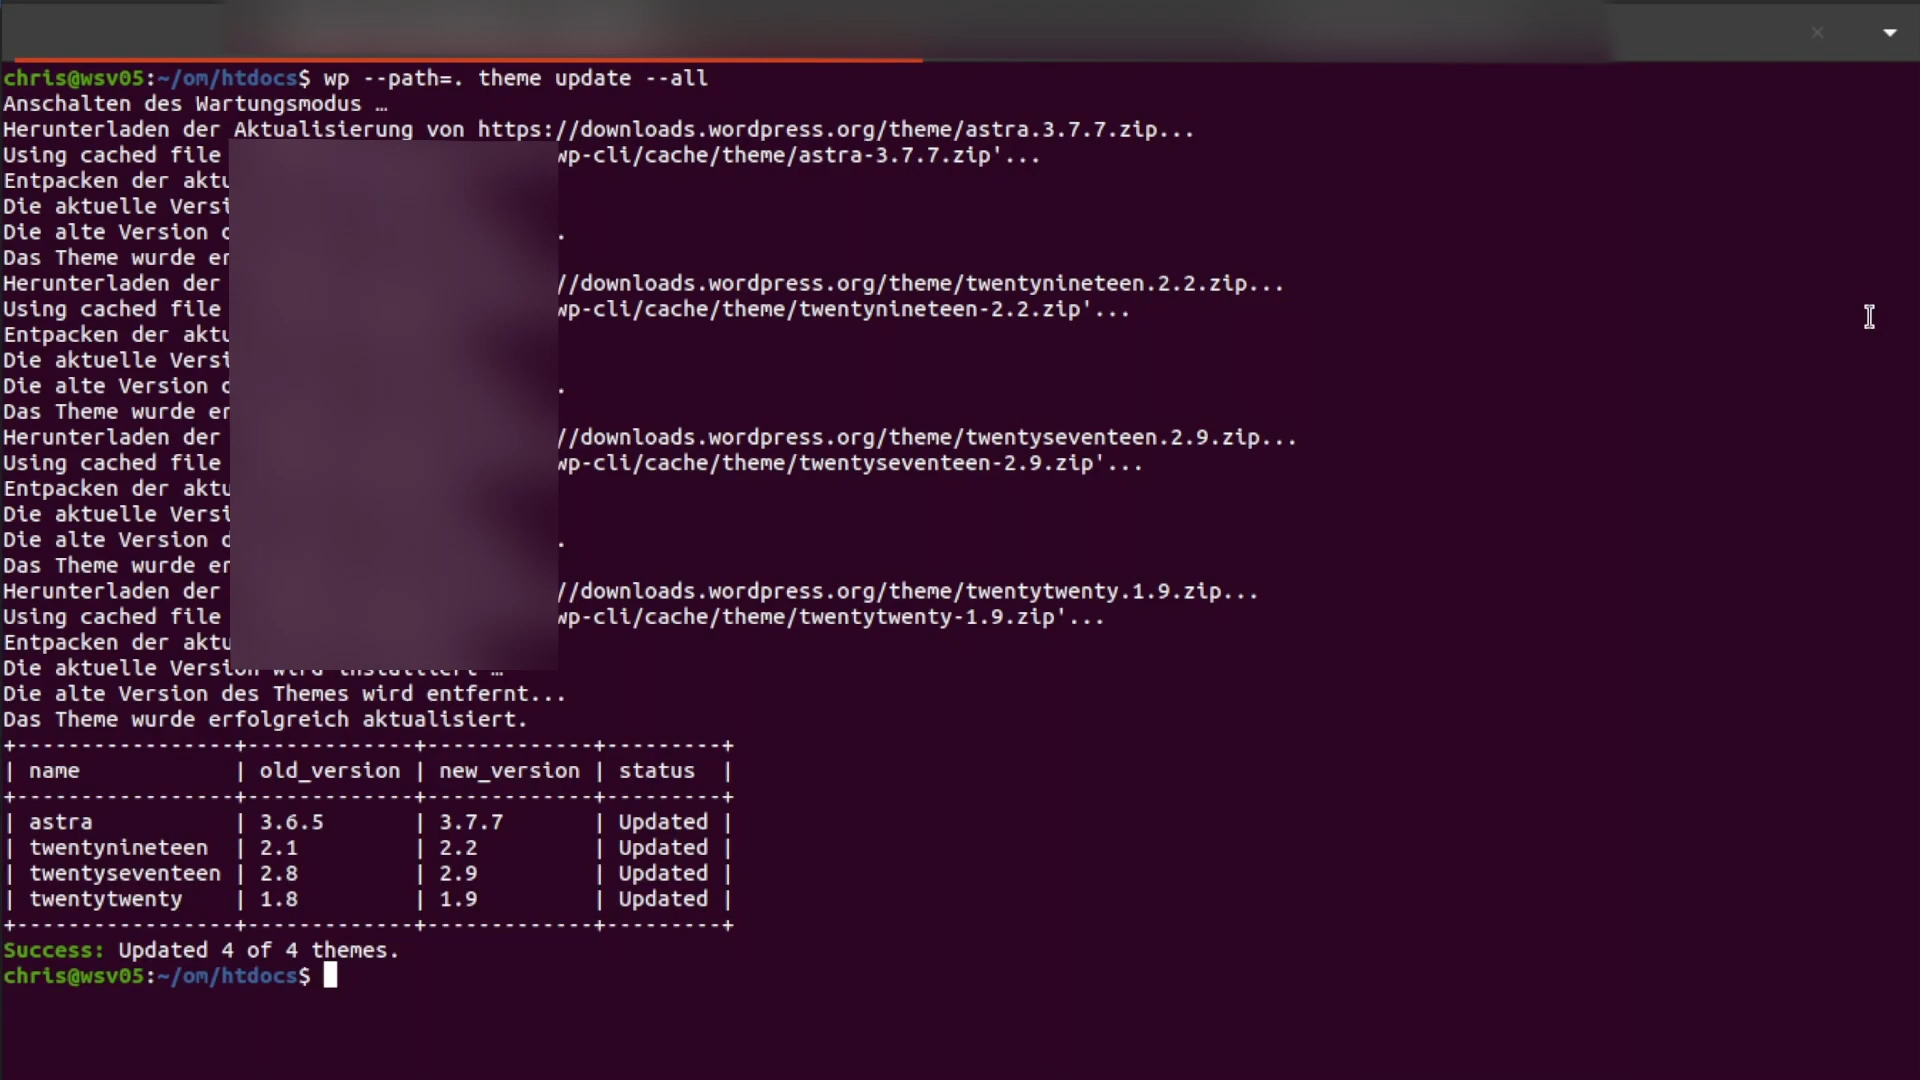 chris@wsv05:~/om/htdocs$ wp --path=. theme update --all
Anschalten des Wartungsmodus …
Herunterladen der Aktualisierung von https://downloads.wordpress.org/theme/astra.3.7.7.zip...
Using cached file wp-cli/cache/theme/astra-3.7.7.zip'...
Entpacken der aktu
Die aktuelle Versi
Die alte Version .
Das Theme wurde er
Herunterladen der //downloads.wordpress.org/theme/twentynineteen.2.2.zip...
Using cached file wp-cli/cache/theme/twentynineteen-2.2.zip'...
Entpacken der aktu
Die aktuelle Versi
Die alte Version .
Das Theme wurde er
Herunterladen der //downloads.wordpress.org/theme/twentyseventeen.2.9.zip...
Using cached file wp-cli/cache/theme/twentyseventeen-2.9.zip'...
Entpacken der aktu
Die aktuelle Versi
Die alte Version .
Das Theme wurde er
Herunterladen der //downloads.wordpress.org/theme/twentytwenty.1.9.zip...
Using cached file wp-cli/cache/theme/twentytwenty-1.9.zip'...
Entpacken der aktu
Die aktuelle Version wird installiert …
Die alte Version des Themes wird entfernt...
Das Theme wurde erfolgreich aktualisiert.
+-----------------+-------------+-------------+---------+
| name            | old_version | new_version | status  |
+-----------------+-------------+-------------+---------+
| astra           | 3.6.5       | 3.7.7       | Updated |
| twentynineteen  | 2.1         | 2.2         | Updated |
| twentyseventeen | 2.8         | 2.9         | Updated |
| twentytwenty    | 1.8         | 1.9         | Updated |
+-----------------+-------------+-------------+---------+
Success: Updated 4 of 4 themes.
chris@wsv05:~/om/htdocs$